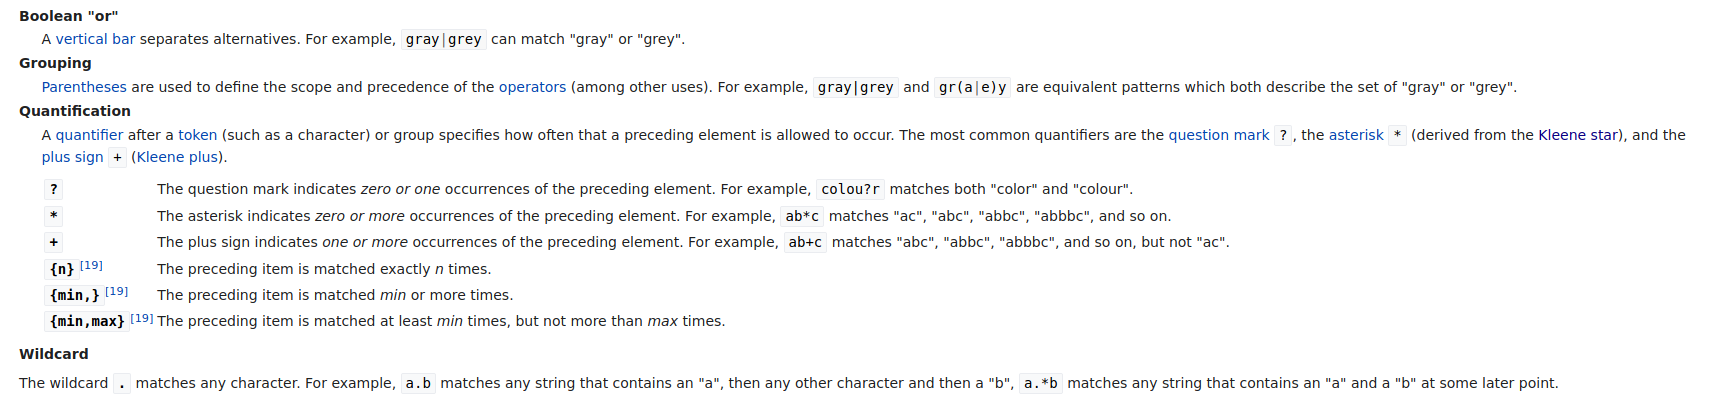 Boolean "or"
A vertical bar separates alternatives. For example, gray|grey can match "gray" or "grey".
Grouping
Parentheses are used to define the scope and precedence of the operators (among other uses). For example, gray|grey and gr(a|e)y are equivalent patterns which both describe the set of "gray" or "grey".
Quantification
A quantifier after a token (such as a character) or group specifies how often that a preceding element is allowed to occur. The most common quantifiers are the question mark ?, the asterisk * (derived from the Kleene star), and the
plus sign + (Kleene plus).
? The question mark indicates zero or one occurrences of the preceding element. For example, colou?r matches both "color" and "colour".
* The asterisk indicates zero or more occurrences of the preceding element. For example, ab*c matches "ac", "abc", "abbc", "abbbc", and so on.
+ The plus sign indicates one or more occurrences of the preceding element. For example, ab+c matches "abc", "abbc", "abbbc", and so on, but not "ac".
{n} [19] The preceding item is matched exactly n times.
{min,} [19] The preceding item is matched min or more times.
{min,max} [19] The preceding item is matched at least min times, but not more than max times.
Wildcard
The wildcard . matches any character. For example, a.b matches any string that contains an "a", then any other character and then a "b", a.*b matches any string that contains an "a" and a "b" at some later point.